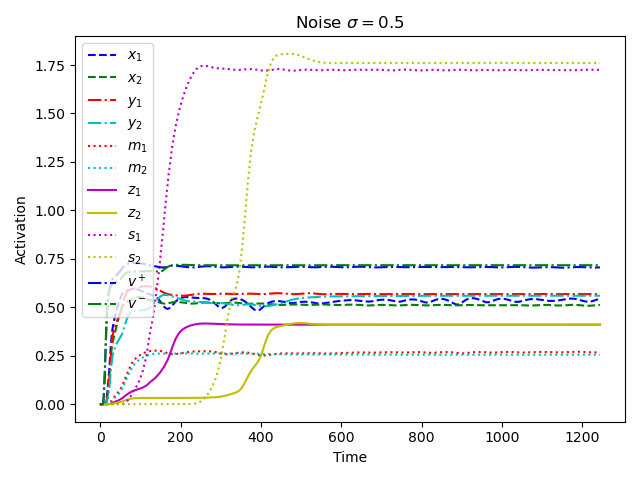 Noise σ = 0.5
Activation
1.75
1.50
1.25
1.00
0.75
0.50
0.25
0.00
x₁
x₂
y₁
y₂
m₁
m₂
z₁
z₂
s₁
s₂
v⁺
v⁻
0 200 400 600 800 1000 1200
Time